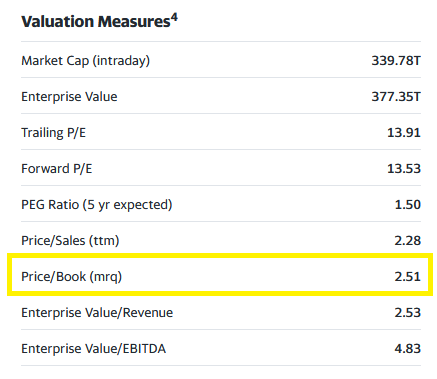 Valuation Measures4
Market Cap (intraday) 339.78T
Enterprise Value 377.35T
Trailing P/E 13.91
Forward P/E 13.53
PEG Ratio (5 yr expected) 1.50
Price/Sales (ttm) 2.28
Price/Book (mrq) 2.51
Enterprise Value/Revenue 2.53
Enterprise Value/EBITDA 4.83